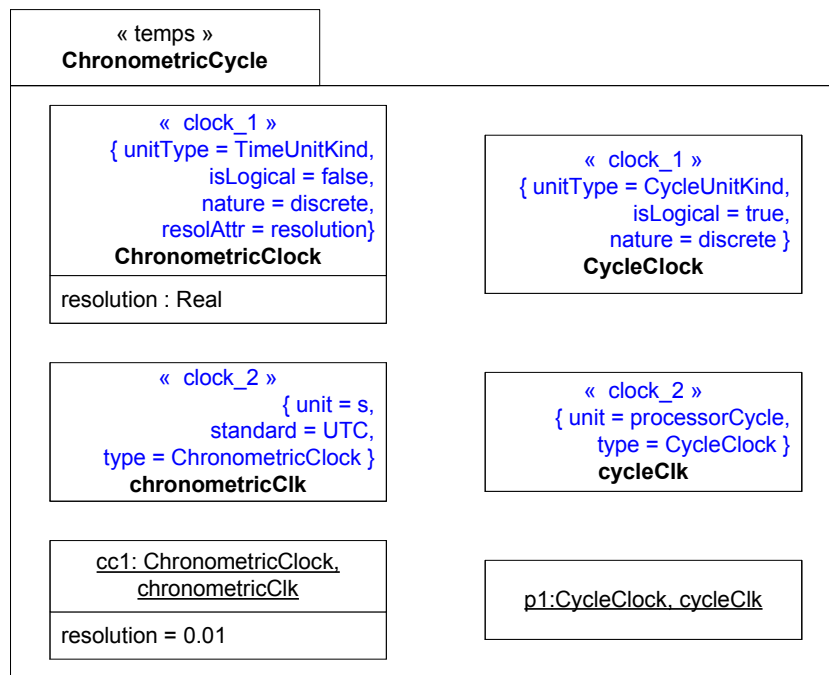 « temps »
ChronometricCycle
« clock_1 »
{ unitType = TimeUnitKind,
isLogical = false,
nature = discrete,
resolAttr = resolution}
ChronometricClock
resolution : Real
« clock_1 »
{ unitType = CycleUnitKind,
isLogical = true,
nature = discrete }
CycleClock
« clock_2 »
{ unit = s,
standard = UTC,
type = ChronometricClock }
chronometricClk
« clock_2 »
{ unit = processorCycle,
type = CycleClock }
cycleClk
cc1: ChronometricClock,
chronometricClk
resolution = 0.01
p1:CycleClock, cycleClk